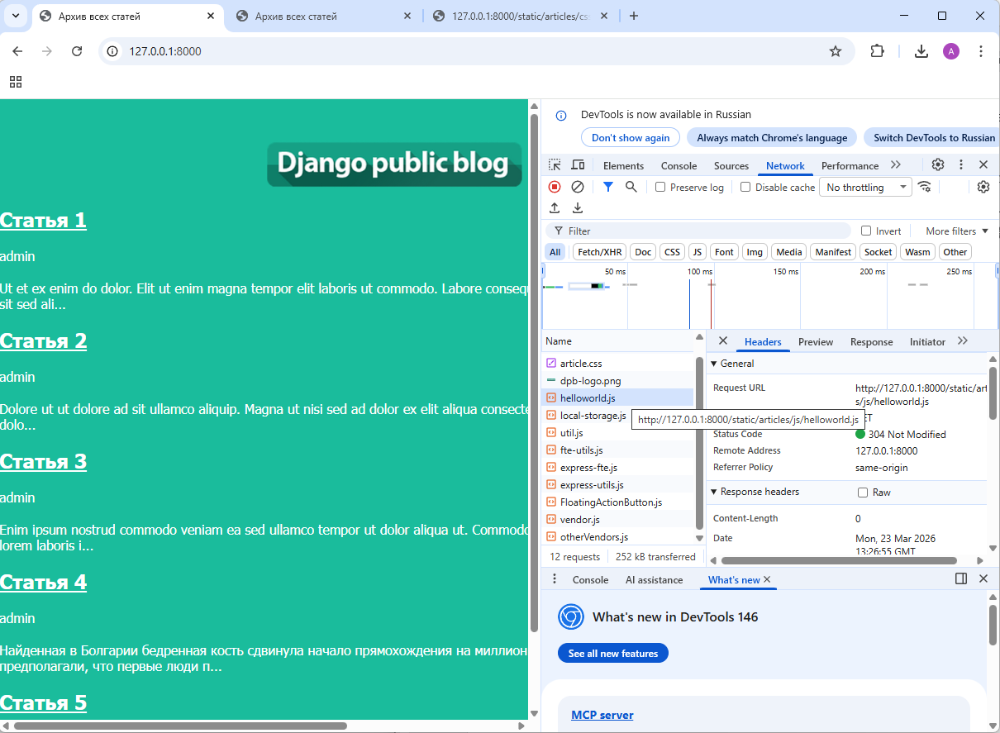 Архив всех статей
Архив всех статей
127.0.0.1:8000/static/articles/cs
127.0.0.1:8000
A
Django public blog
Статья 1
admin
Ut et ex enim do dolor. Elit ut enim magna tempor elit laboris ut commodo. Labore consequ
sit sed ali...
Статья 2
admin
Dolore ut ut dolore ad sit ullamco aliquip. Magna ut nisi sed ad dolor ex elit aliqua consecte
dolo...
Статья 3
admin
Enim ipsum nostrud commodo veniam ea sed ullamco tempor ut dolor aliqua ut. Commodo
lorem laboris i...
Статья 4
admin
Найденная в Болгарии бедренная кость сдвинула начало прямохождения на миллион
предполагали, что первые люди п...
Статья 5
DevTools is now available in Russian
Don't show again
Always match Chrome's language
Switch DevTools to Russian
Elements Console Sources Network Performance
Preserve log Disable cache No throttling
Filter Invert More filters
All Fetch/XHR Doc CSS JS Font Img Media Manifest Socket Wasm Other
50 ms 100 ms 150 ms 200 ms 250 ms
Name
article.css
dpb-logo.png
helloworld.js
local-storage.js
util.js
fte-utils.js
express-fte.js
express-utils.js
FloatingActionButton.js
vendor.js
otherVendors.js
12 requests 252 kB transferred
Headers Preview Response Initiator
General
Request URL http://127.0.0.1:8000/static/art
s/js/helloworld.js
http://127.0.0.1:8000/static/articles/js/helloworld.js
Status Code 304 Not Modified
Remote Address 127.0.0.1:8000
Referrer Policy same-origin
Response headers Raw
Content-Length 0
Date Mon, 23 Mar 2026
13:26:55 GMT
Console AI assistance What's new
What's new in DevTools 146
See all new features
MCP server